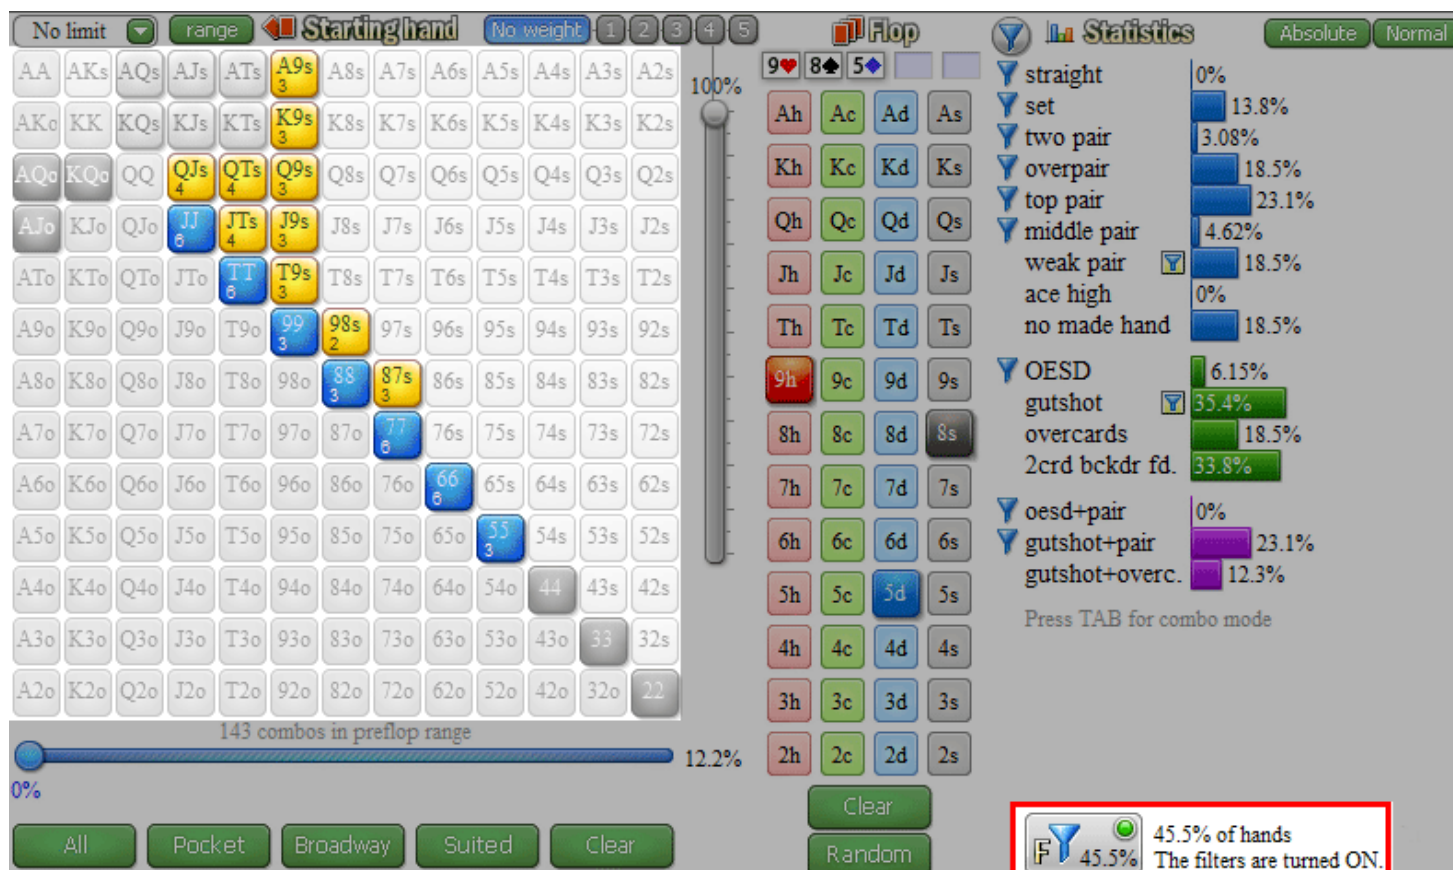 No limit range Starting hand No weight 1 2 3 4 5 Flop Statistics Absolute Normal
AA AKs AQs AJs ATs A9s 3 A8s A7s A6s A5s A4s A3s A2s
AKo KK KQs KJs KTs K9s 3 K8s K7s K6s K5s K4s K3s K2s
AQo KQo QQ QJs 4 QTs 4 Q9s 3 Q8s Q7s Q6s Q5s Q4s Q3s Q2s
AJo KJo QJo JJ 6 JTs 4 J9s 3 J8s J7s J6s J5s J4s J3s J2s
ATo KTo QTo JTo TT 6 T9s 3 T8s T7s T6s T5s T4s T3s T2s
A9o K9o Q9o J9o T9o 99 3 98s 2 97s 96s 95s 94s 93s 92s
A8o K8o Q8o J8o T8o 98o 88 3 87s 3 86s 85s 84s 83s 82s
A7o K7o Q7o J7o T7o 97o 87o 77 6 76s 75s 74s 73s 72s
A6o K6o Q6o J6o T6o 96o 86o 76o 66 6 65s 64s 63s 62s
A5o K5o Q5o J5o T5o 95o 85o 75o 65o 55 3 54s 53s 52s
A4o K4o Q4o J4o T4o 94o 84o 74o 64o 54o 44 43s 42s
A3o K3o Q3o J3o T3o 93o 83o 73o 63o 53o 43o 33 32s
A2o K2o Q2o J2o T2o 92o 82o 72o 62o 52o 42o 32o 22
143 combos in preflop range
12.2%
0%
All Pocket Broadway Suited Clear
100%
9♥ 8♠ 5♦
Ah Ac Ad As
Kh Kc Kd Ks
Qh Qc Qd Qs
Jh Jc Jd Js
Th Tc Td Ts
9h 9c 9d 9s
8h 8c 8d 8s
7h 7c 7d 7s
6h 6c 6d 6s
5h 5c 5d 5s
4h 4c 4d 4s
3h 3c 3d 3s
2h 2c 2d 2s
Clear
Random
straight 0%
set 13.8%
two pair 3.08%
overpair 18.5%
top pair 23.1%
middle pair 4.62%
weak pair 18.5%
ace high 0%
no made hand 18.5%
OESD 6.15%
gutshot 35.4%
overcards 18.5%
2crd bckdr fd. 33.8%
oesd+pair 0%
gutshot+pair 23.1%
gutshot+overc. 12.3%
Press TAB for combo mode
F 45.5% 45.5% of hands
The filters are turned ON.